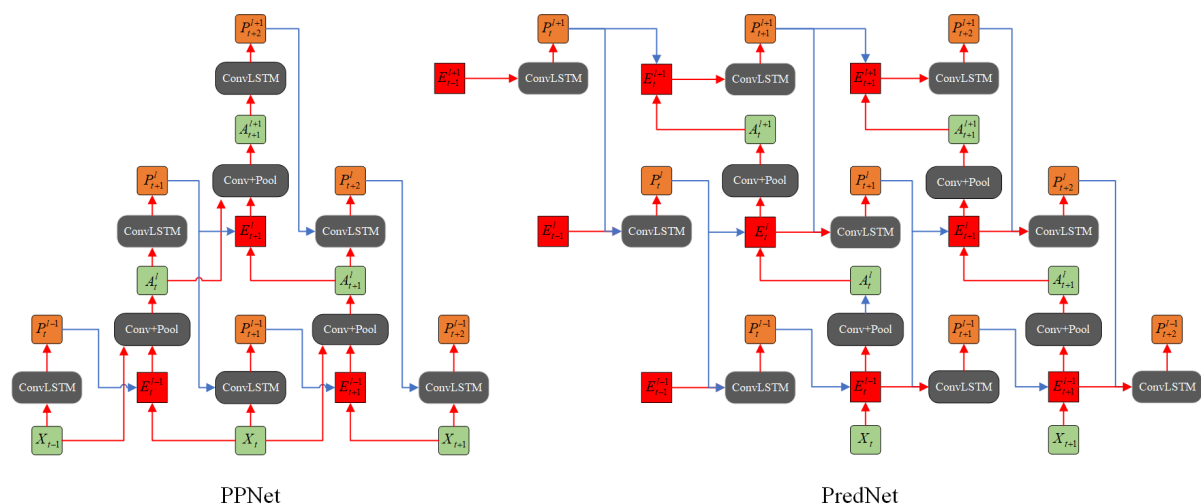 P_{t+2}^{l+1}
ConvLSTM
A_{t+1}^{l+1}
Conv+Pool
P_{t+1}^{l}
P_{t+2}^{l}
ConvLSTM
E_{t+1}^{l}
ConvLSTM
A_{t}^{l}
A_{t+1}^{l}
P_{t}^{l-1}
Conv+Pool
P_{t+1}^{l-1}
Conv+Pool
P_{t+2}^{l-1}
ConvLSTM
E_{t}^{l-1}
ConvLSTM
E_{t+1}^{l-1}
ConvLSTM
X_{t-1}
X_{t}
X_{t+1}
PPNet
P_{t}^{l+1}
P_{t+1}^{l+1}
P_{t+2}^{l+1}
E_{t-1}^{l+1}
ConvLSTM
E_{t}^{l+1}
ConvLSTM
E_{t+1}^{l+1}
ConvLSTM
A_{t}^{l+1}
A_{t+1}^{l+1}
P_{t}^{l}
Conv+Pool
P_{t+1}^{l}
Conv+Pool
P_{t+2}^{l}
E_{t-1}^{l}
ConvLSTM
E_{t}^{l}
ConvLSTM
E_{t+1}^{l}
ConvLSTM
A_{t}^{l}
A_{t+1}^{l}
P_{t}^{l-1}
Conv+Pool
P_{t+1}^{l-1}
Conv+Pool
P_{t+2}^{l-1}
E_{t-1}^{l-1}
ConvLSTM
E_{t}^{l-1}
ConvLSTM
E_{t+1}^{l-1}
ConvLSTM
X_{t}
X_{t+1}
PredNet